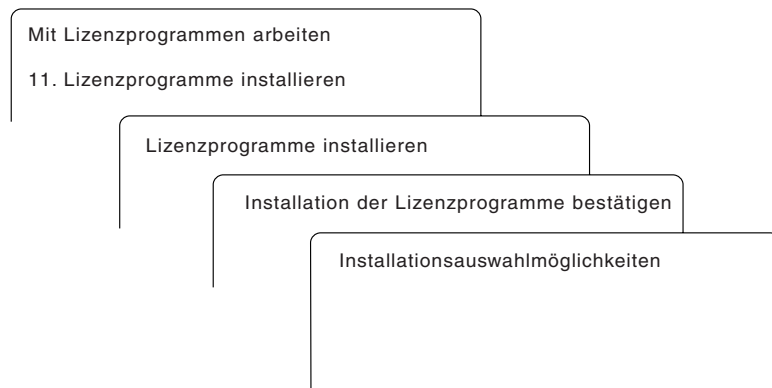 Mit Lizenzprogrammen arbeiten
11. Lizenzprogramme installieren
Lizenzprogramme installieren
Installation der Lizenzprogramme bestätigen
Installationsauswahlmöglichkeiten